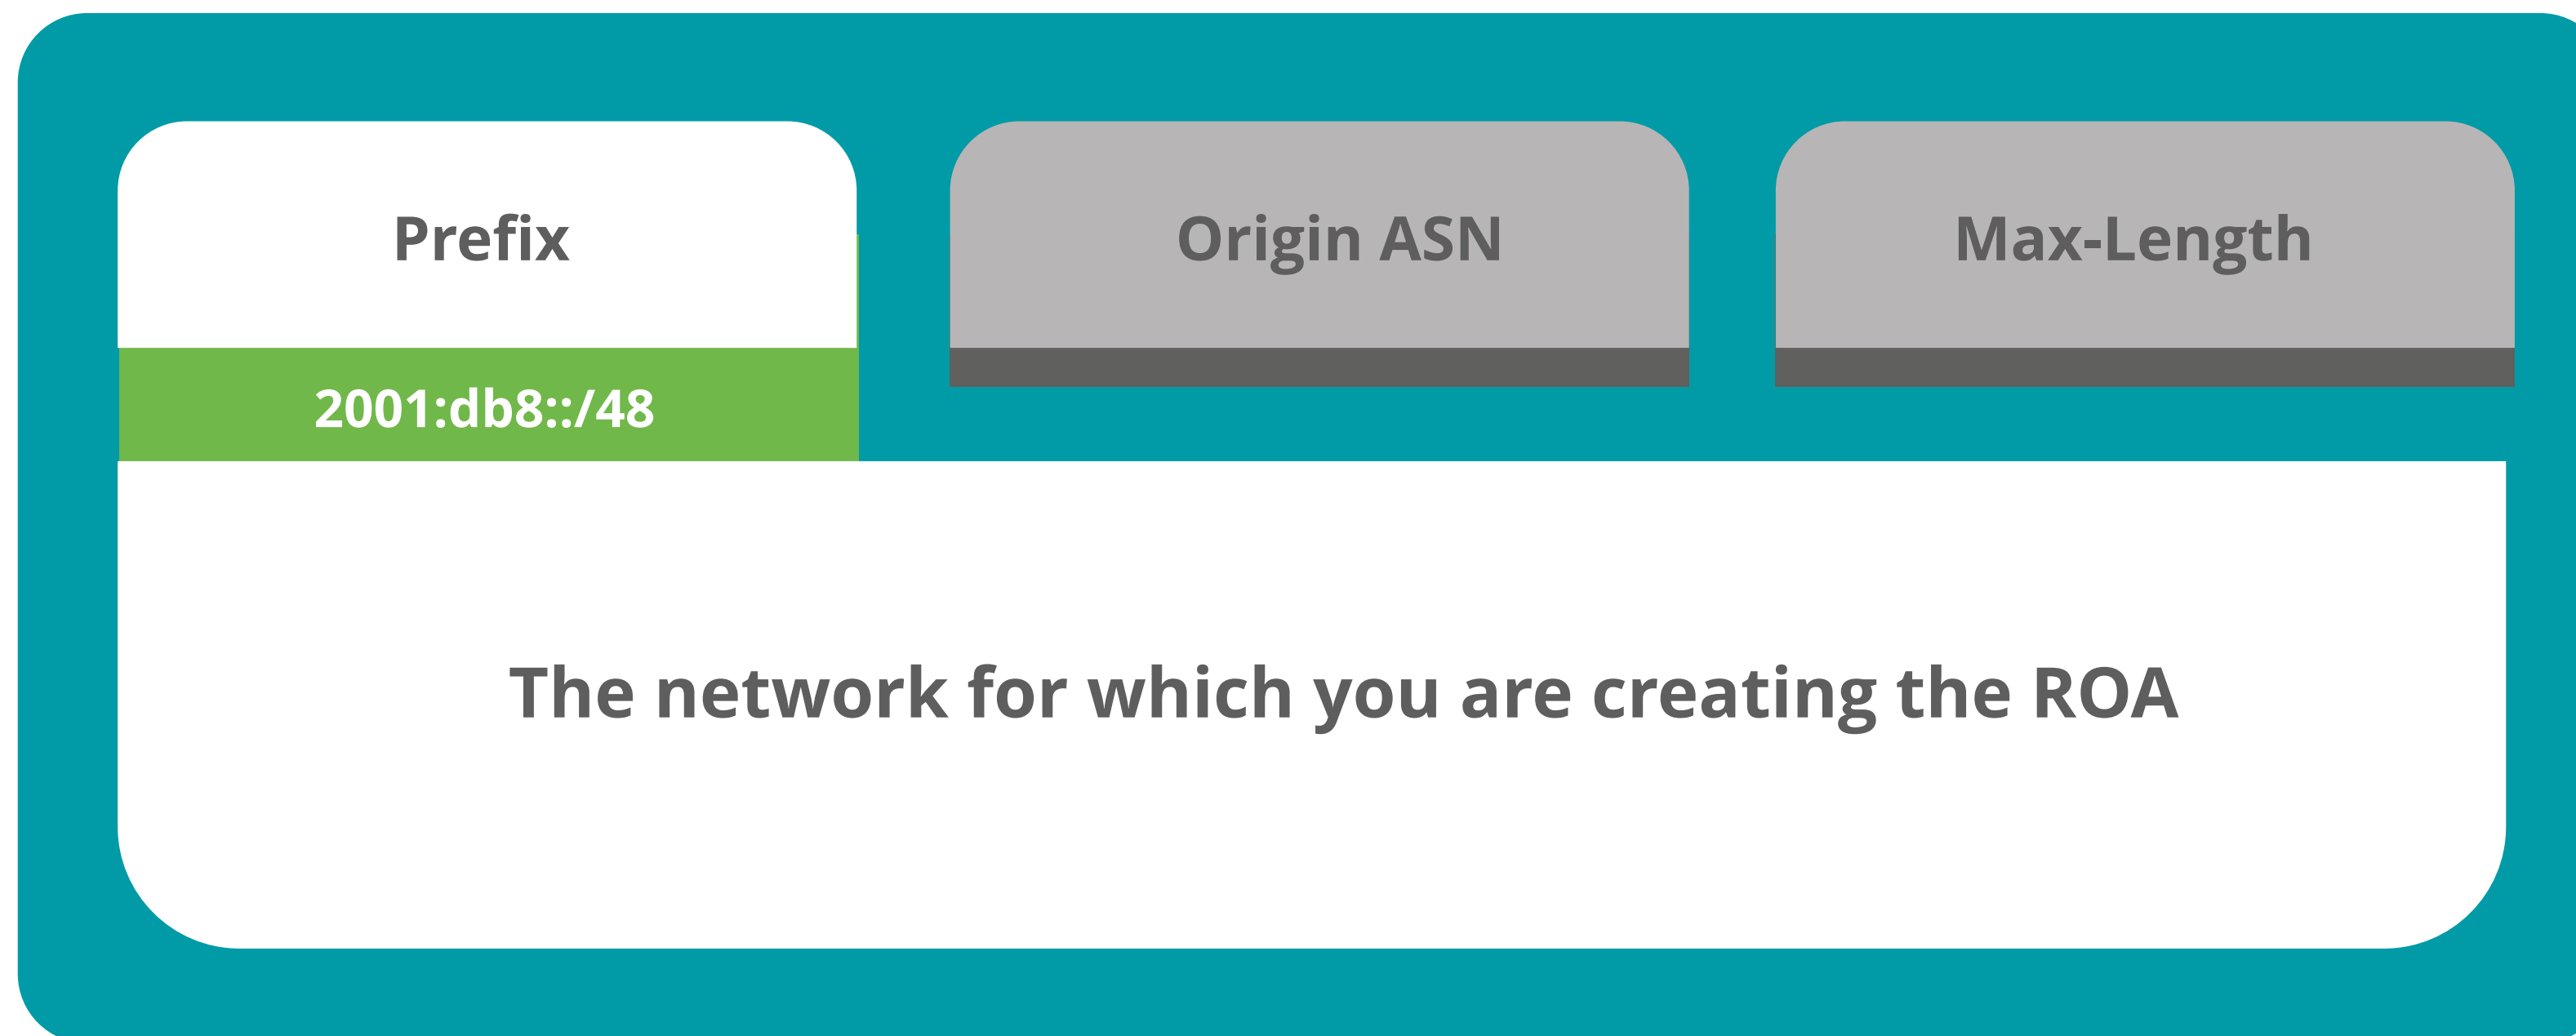 Prefix
Origin ASN
Max-Length
2001:db8::/48
The network for which you are creating the ROA